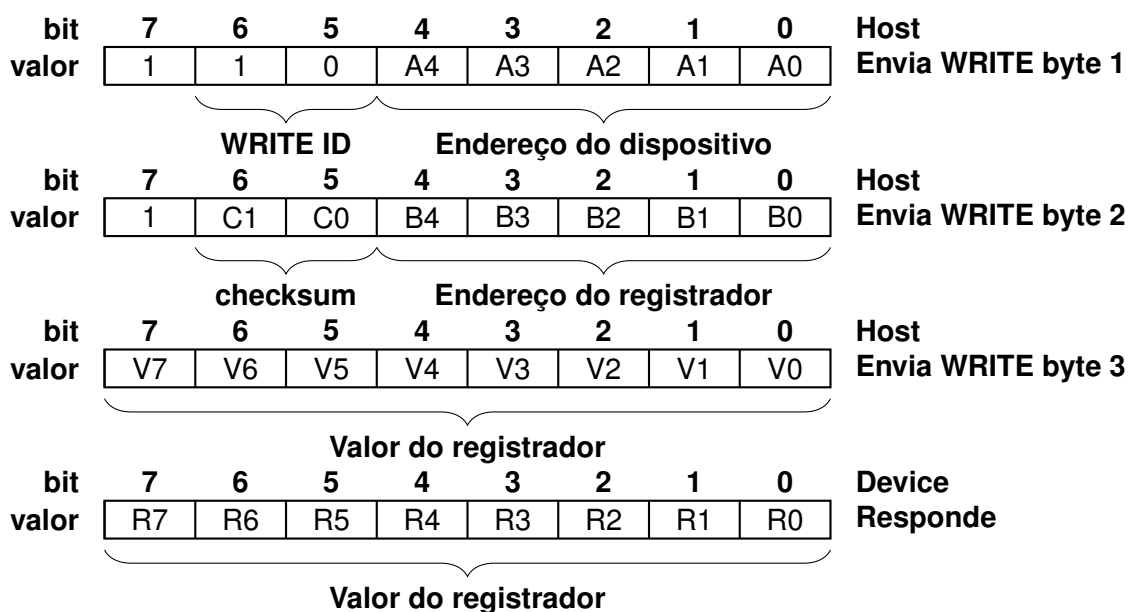 bit 7 6 5 4 3 2 1 0 Host
valor 1 1 0 A4 A3 A2 A1 A0 Envia WRITE byte 1
WRITE ID Endereço do dispositivo
bit 7 6 5 4 3 2 1 0 Host
valor 1 C1 C0 B4 B3 B2 B1 B0 Envia WRITE byte 2
checksum Endereço do registrador
bit 7 6 5 4 3 2 1 0 Host
valor V7 V6 V5 V4 V3 V2 V1 V0 Envia WRITE byte 3
Valor do registrador
bit 7 6 5 4 3 2 1 0 Device
valor R7 R6 R5 R4 R3 R2 R1 R0 Responde
Valor do registrador